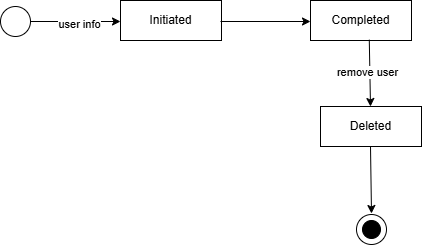 user info
Initiated
Completed
remove user
Deleted